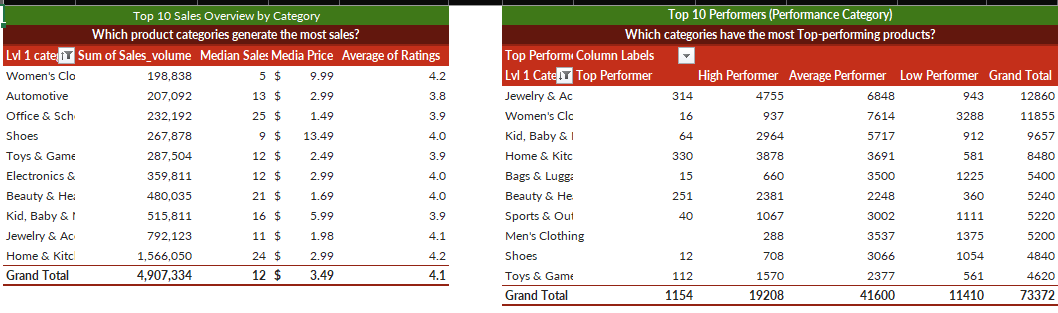 Top 10 Sales Overview by Category
Which product categories generate the most sales?
Lvl 1 cate Sum of Sales_volume Median Sales Media Price Average of Ratings
Women's Clo 198,838 5 $ 9.99 4.2
Automotive 207,092 13 $ 2.99 3.8
Office & Sch 232,192 25 $ 1.49 3.9
Shoes 267,878 9 $ 13.49 4.0
Toys & Game 287,504 12 $ 2.49 3.9
Electronics & 359,811 12 $ 2.99 4.0
Beauty & Hea 480,035 21 $ 1.69 4.0
Kid, Baby & M 515,811 16 $ 5.99 3.9
Jewelry & Ac 792,123 11 $ 1.98 4.1
Home & Kitc 1,566,050 24 $ 2.99 4.2
Grand Total 4,907,334 12 $ 3.49 4.1
Top 10 Performers (Performance Category)
Which categories have the most Top-performing products?
Top Perform Column Labels
Lvl 1 Cate Top Performer High Performer Average Performer Low Performer Grand Total
Jewelry & Ac 314 4755 6848 943 12860
Women's Clo 16 937 7614 3288 11855
Kid, Baby & 64 2964 5717 912 9657
Home & Kitc 330 3878 3691 581 8480
Bags & Lugga 15 660 3500 1225 5400
Beauty & He 251 2381 2248 360 5240
Sports & Out 40 1067 3002 1111 5220
Men's Clothing 288 3537 1375 5200
Shoes 12 708 3066 1054 4840
Toys & Game 112 1570 2377 561 4620
Grand Total 1154 19208 41600 11410 73372